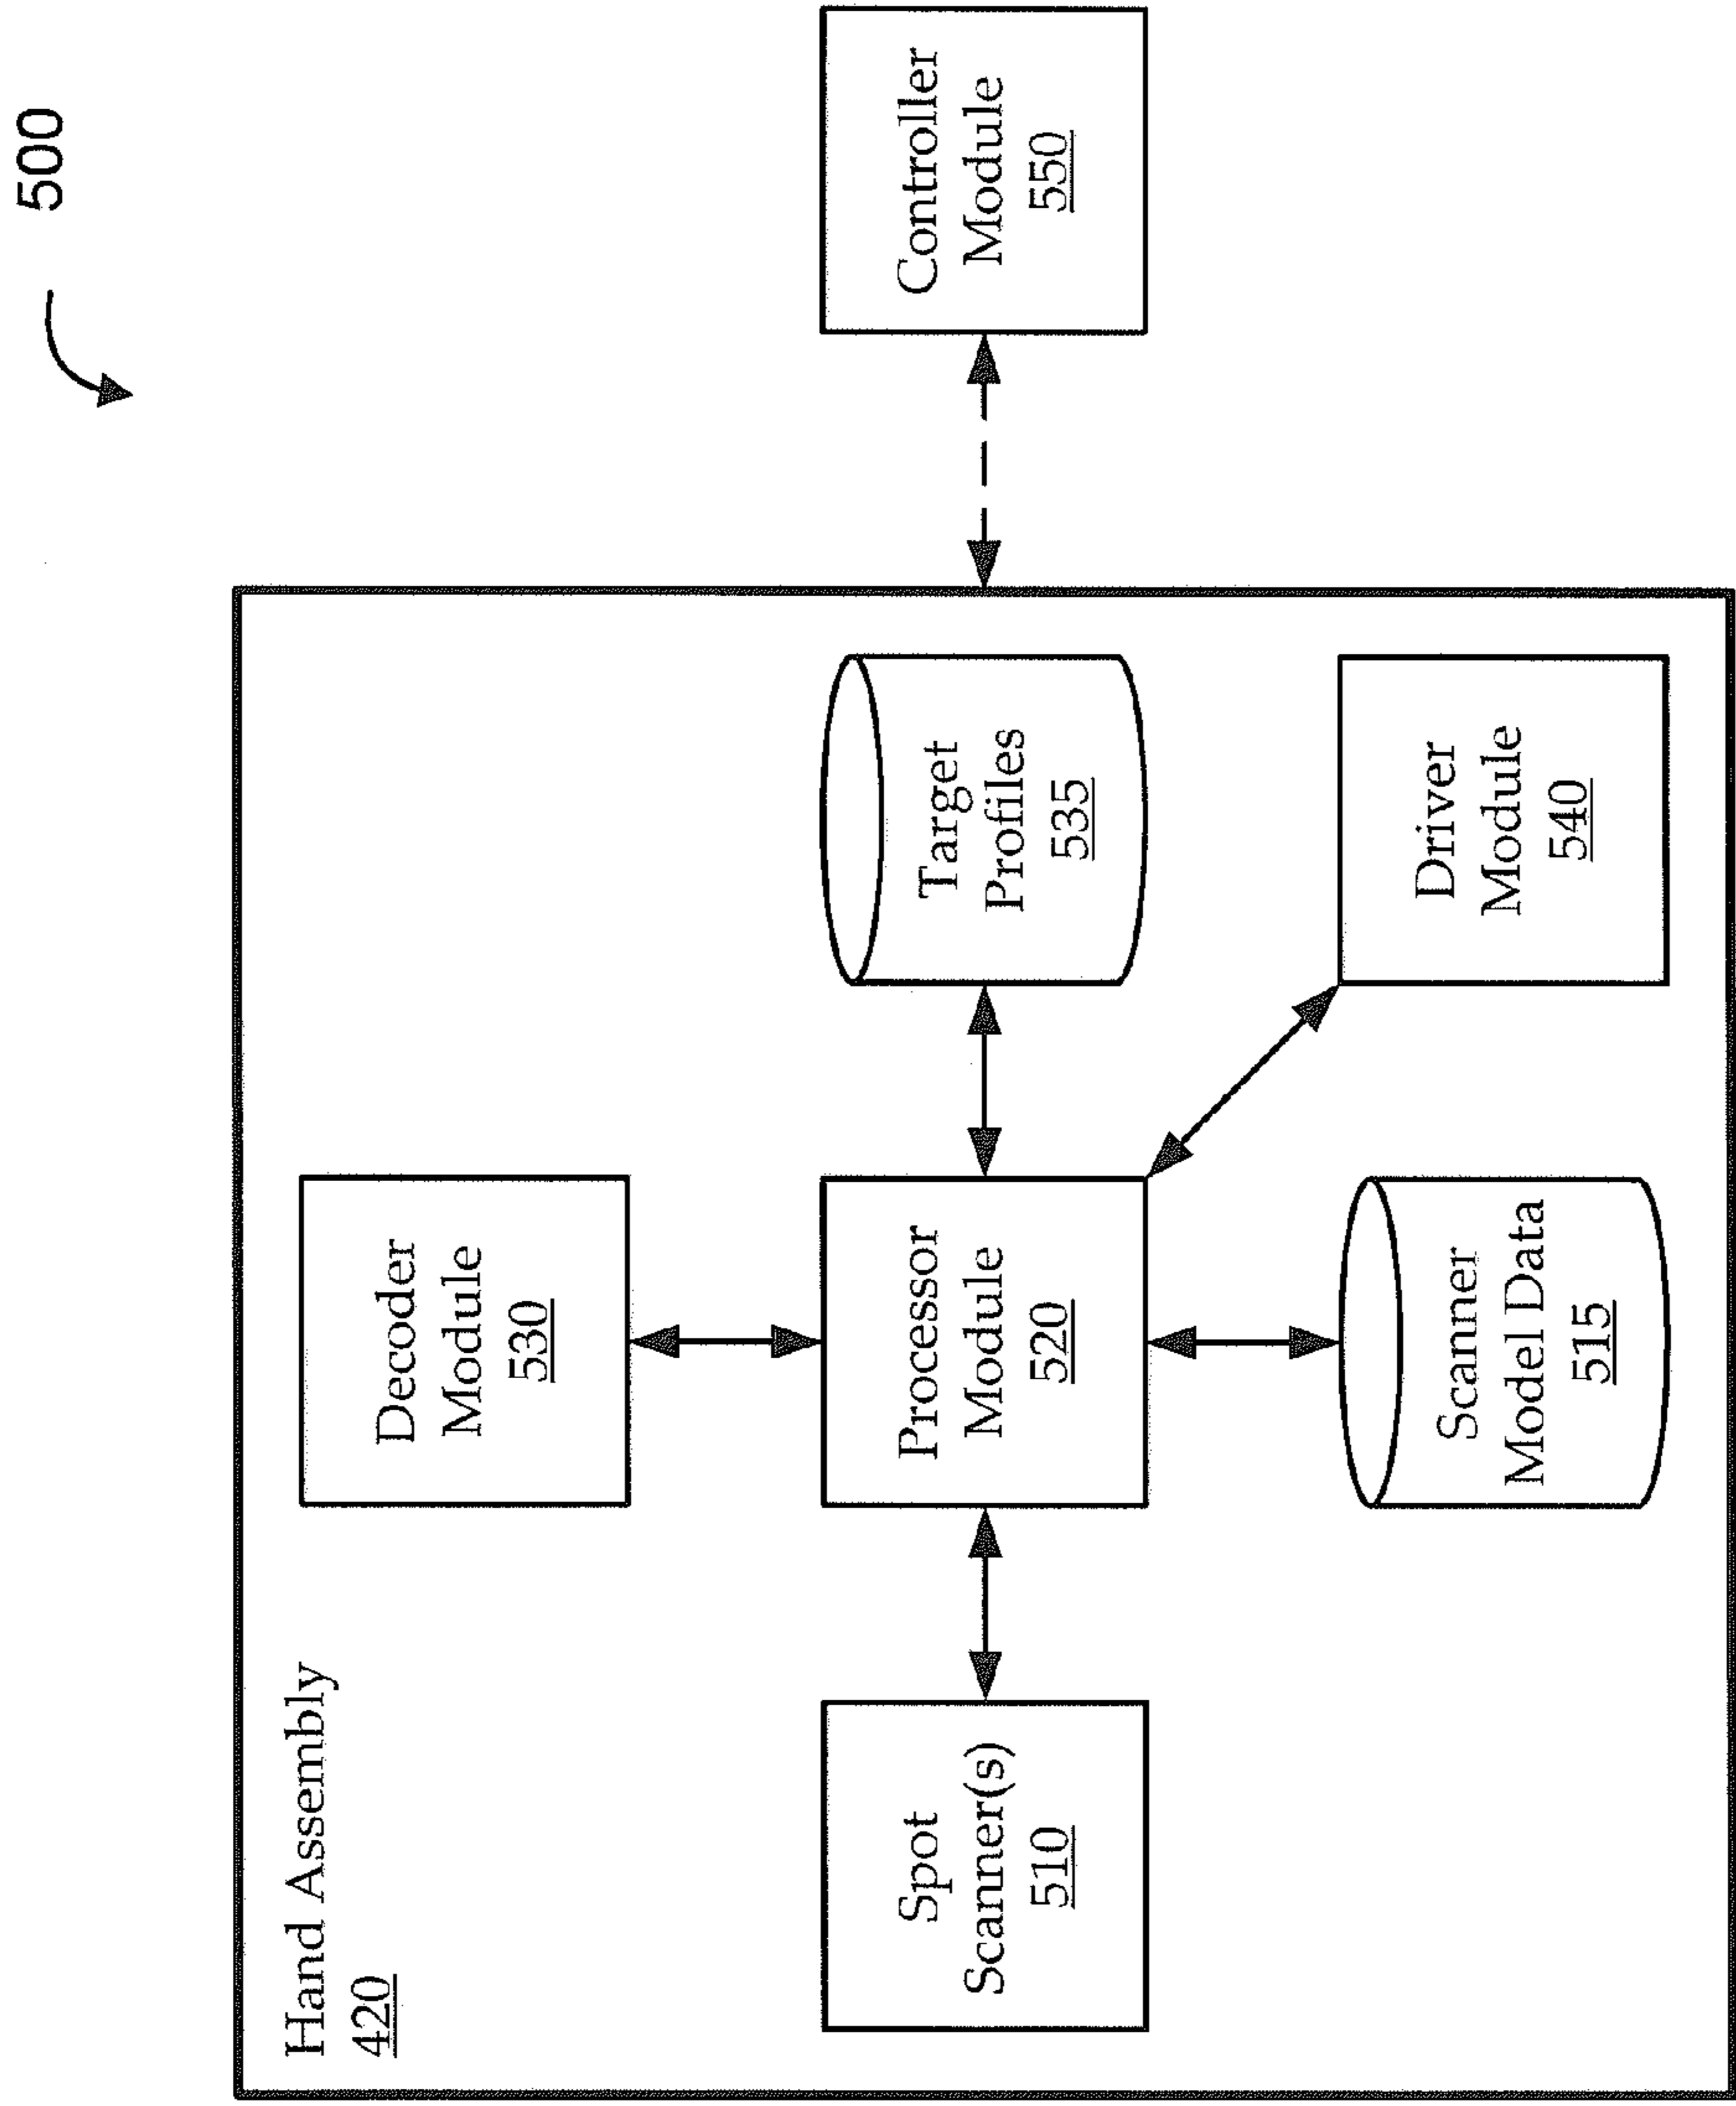 500
Hand Assembly
420
Decoder
Module
530
Spot
Scanner(s)
510
Processor
Module
520
Target
Profiles
535
Controller
Module
550
Scanner
Model Data
515
Driver
Module
540